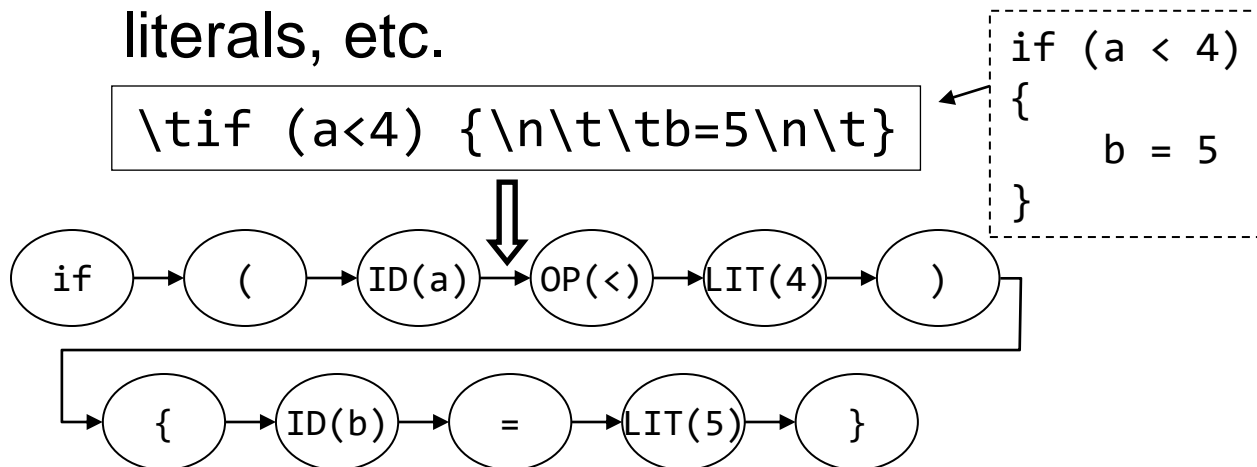 literals, etc.
\tif (a<4) {\n\t\tb=5\n\t}
if (a < 4)
{
    b = 5
}
if ( ID(a) OP(<) LIT(4) )
{ ID(b) = LIT(5) }